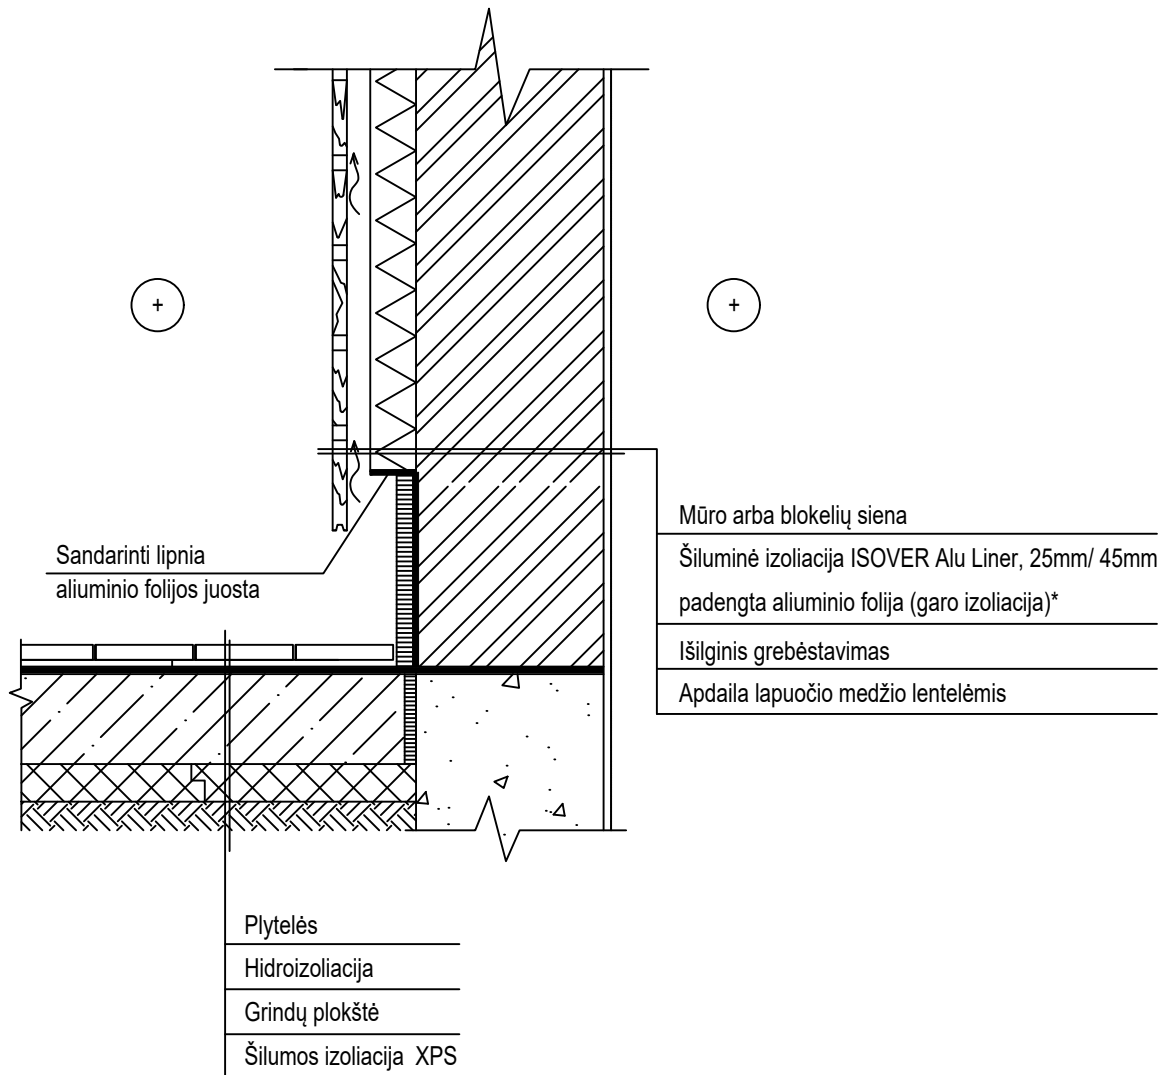 +
+
Sandarinti lipnia
aliuminio folijos juosta
Mūro arba blokelių siena
Šiluminė izoliacija ISOVER Alu Liner, 25mm/ 45mm
padengta aliuminio folija (garo izoliacija)*
Išilginis grebėstavimas
Apdaila lapuočio medžio lentelėmis
Plytelės
Hidroizoliacija
Grindų plokštė
Šilumos izoliacija XPS